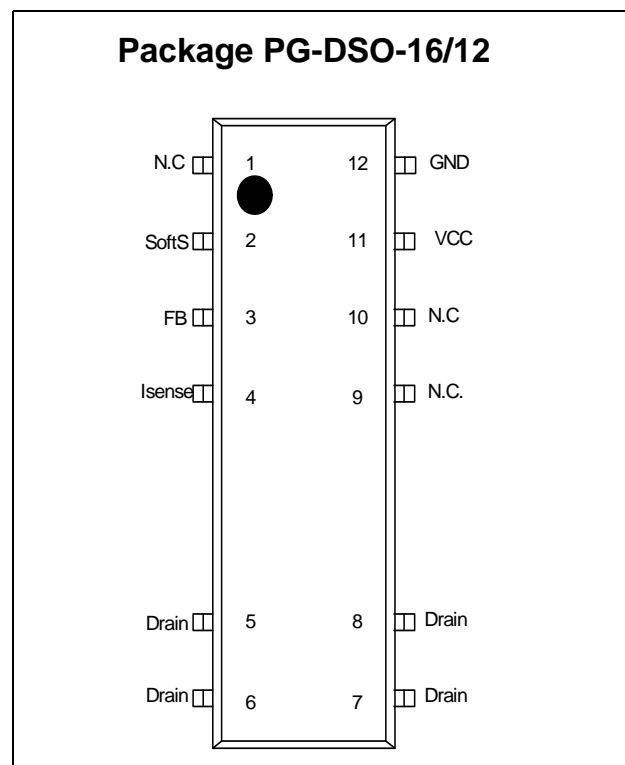 Package PG-DSO-16/12
N.C 1 12 GND
SoftS 2 11 VCC
FB 3 10 N.C
Isense 4 9 N.C.
Drain 5 8 Drain
Drain 6 7 Drain